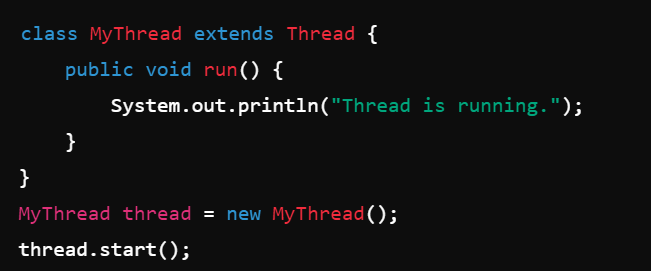 class MyThread extends Thread {
    public void run() {
        System.out.println("Thread is running.");
    }
}
MyThread thread = new MyThread();
thread.start();